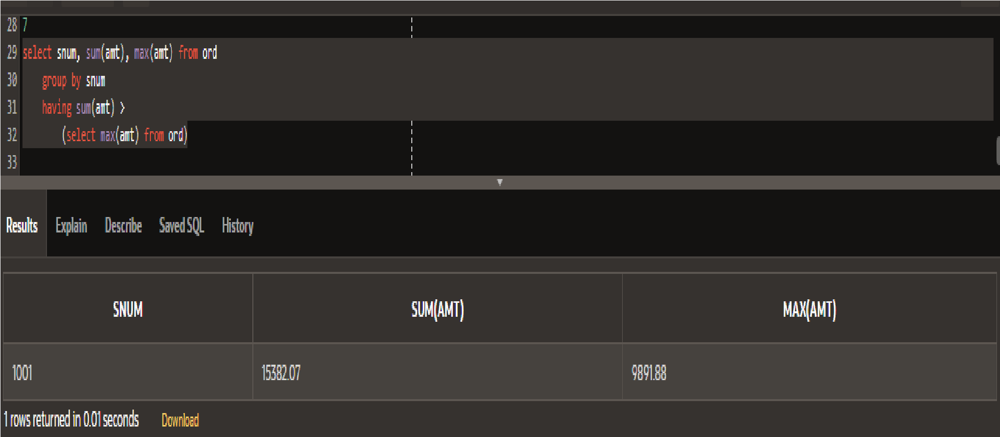 28 7
29 select snum, sum(amt), max(amt) from ord
30 group by snum
31 having sum(amt) >
32 (select max(amt) from ord)
33
Results Explain Describe Saved SQL History
SNUM SUM(AMT) MAX(AMT)
1001 15382.07 9891.88
1 rows returned in 0.01 seconds Download